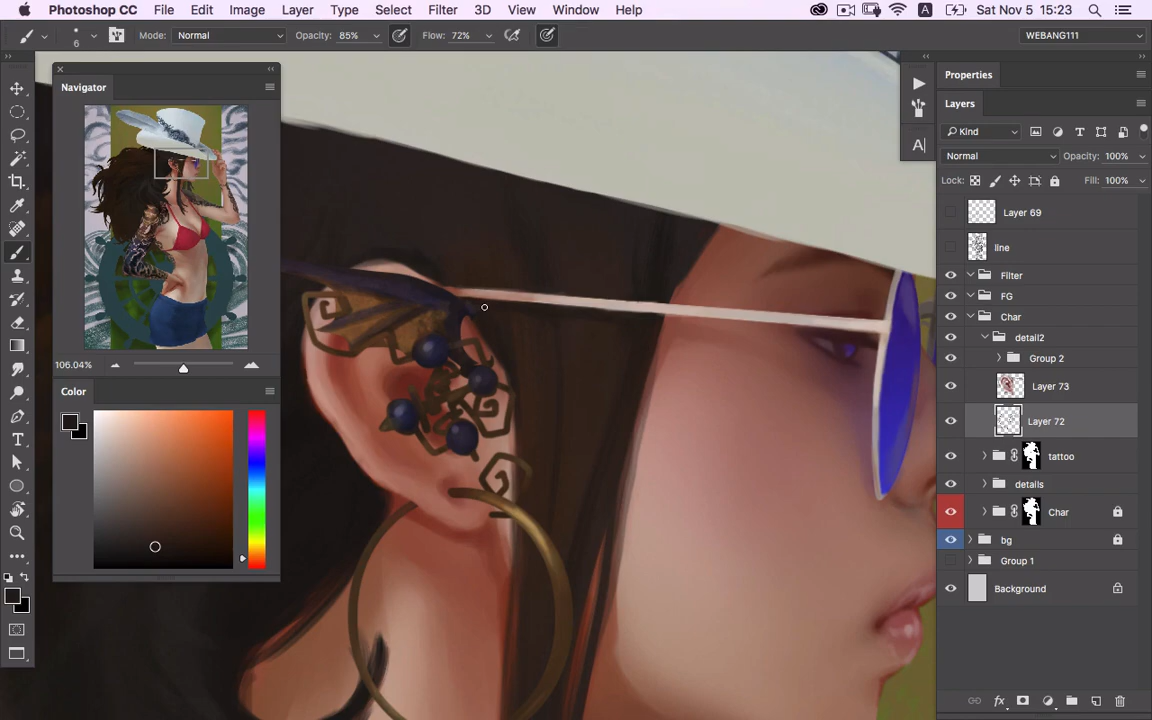 Photoshop CC File Edit Image Layer Type Select Filter 3D View Window Help A Sat Nov 5 15:23
6 Mode: Normal Opacity: 85% Flow: 72% WEBANG111
Navigator
106.04%
Color
T
A
Properties
Layers
Kind T
Normal Opacity: 100%
Lock: Fill: 100%
Layer 69
line
Filter
FG
Char
detail2
Group 2
Layer 73
Layer 72
tattoo
details
Char
bg
Group 1
Background
fx